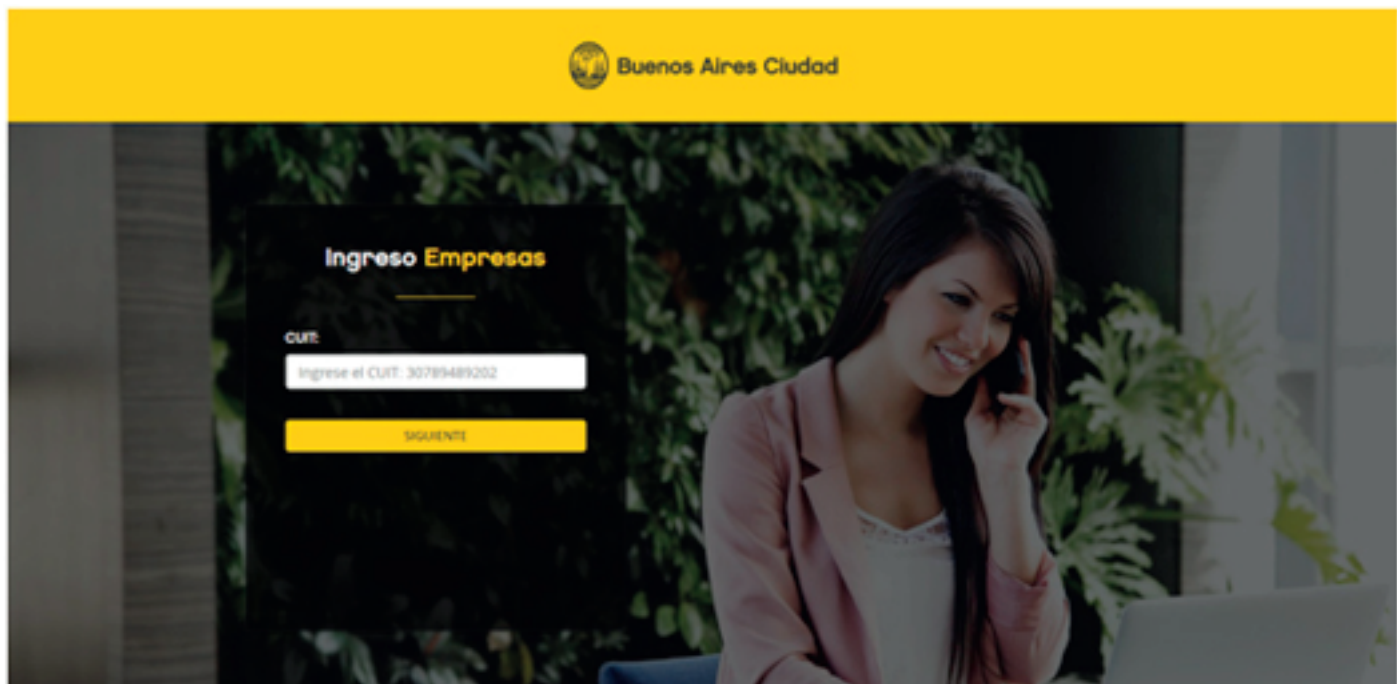 Buenos Aires Ciudad
Ingreso Empresas
CUIT:
Ingrese el CUIT: 30789489202
SIGUIENTE